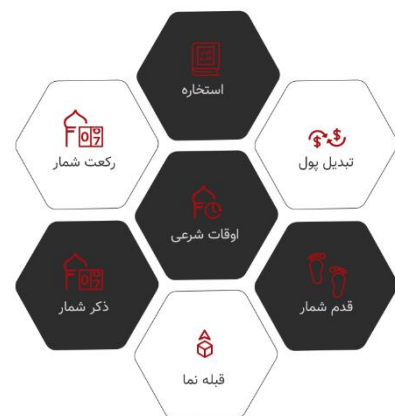 استخاره
تبدیل پول
رکعت شمار
اوقات شرعی
قدم شمار
ذکر شمار
قبله نما